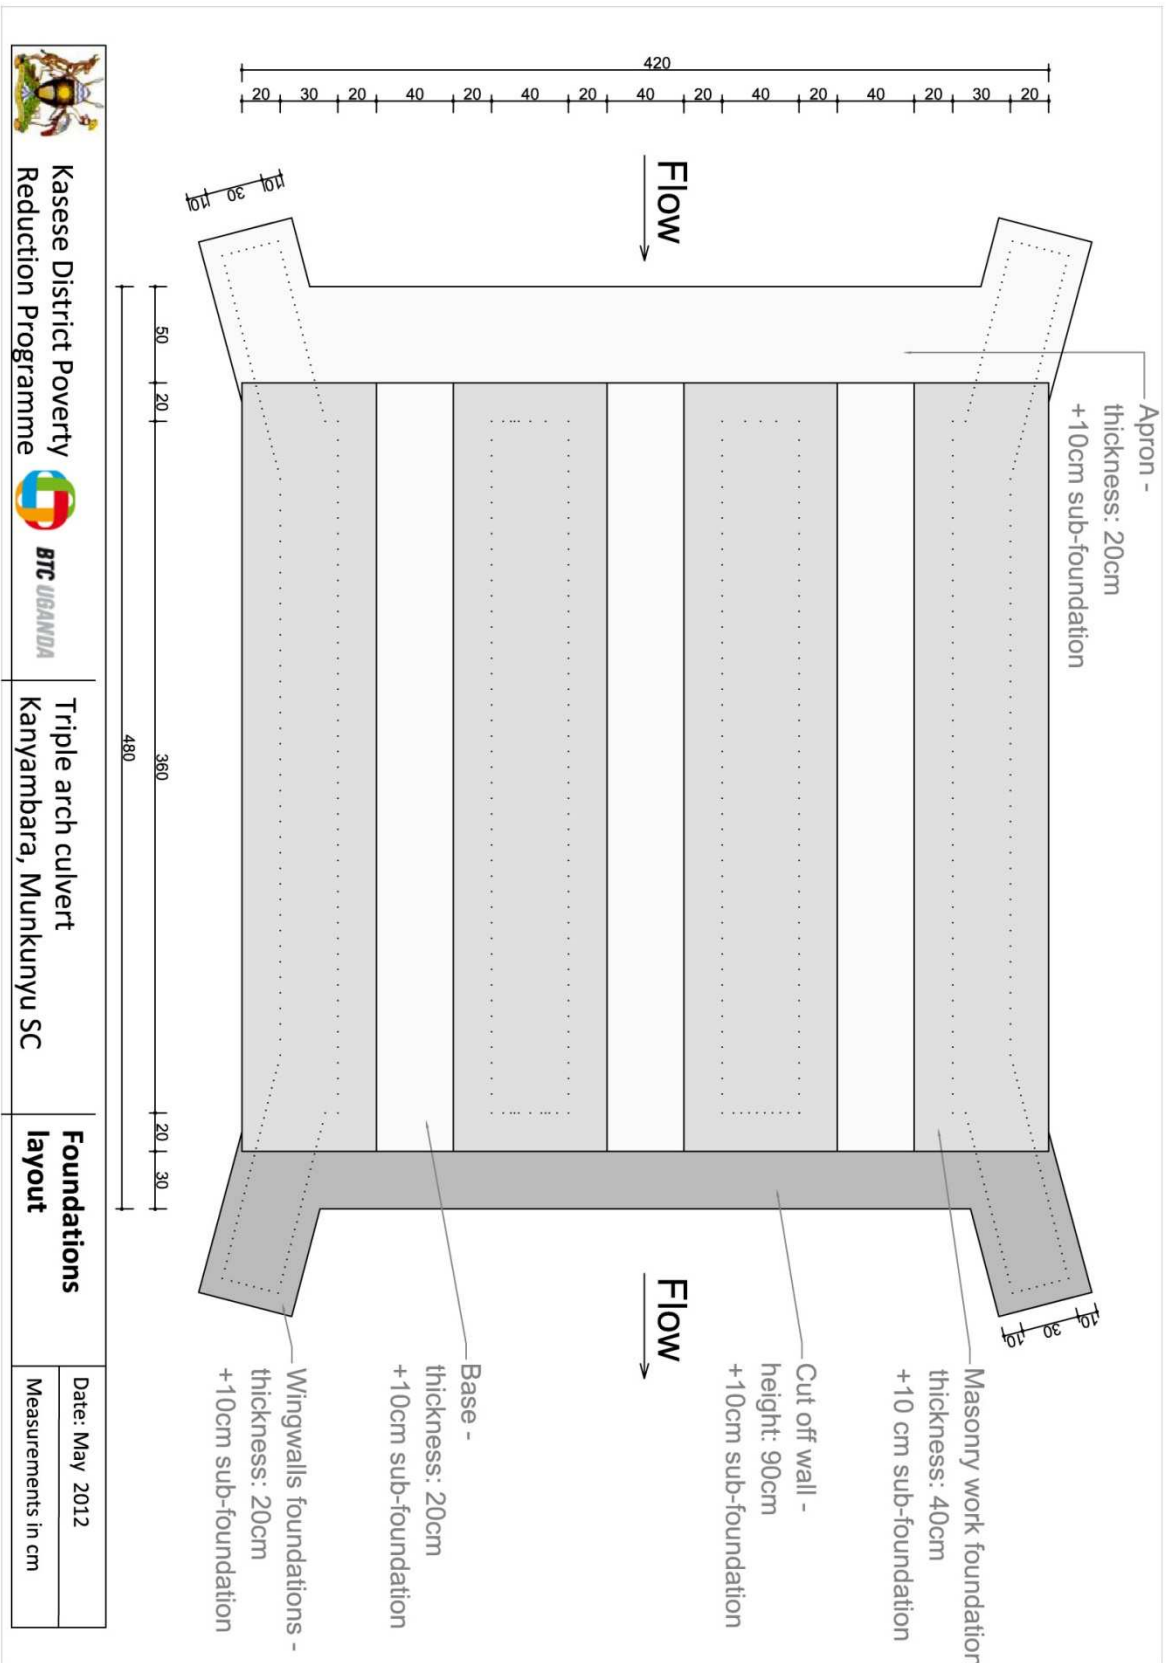 420
20 30 20 40 20 40 20 40 20 40 20 40 20 30 20
Flow
10 30 10
50 20 360 20 30
480
Apron -
thickness: 20cm
+10cm sub-foundation
Flow
10 30 10
Masonry work foundation
thickness: 40cm
+10 cm sub-foundation
Cut off wall -
height: 90cm
+10cm sub-foundation
Base -
thickness: 20cm
+10cm sub-foundation
Wingwalls foundations -
thickness: 20cm
+10cm sub-foundation
Kasese District Poverty
Reduction Programme
BTC UGANDA
Triple arch culvert
Kanyambara, Munkunyu SC
Foundations
layout
Date: May 2012
Measurements in cm